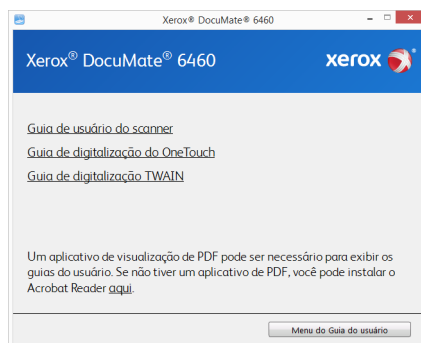 Xerox® DocuMate® 6460
Xerox® DocuMate® 6460
xerox
Guia de usuário do scanner
Guia de digitalização do OneTouch
Guia de digitalização TWAIN
Um aplicativo de visualização de PDF pode ser necessário para exibir os
guias do usuário. Se não tiver um aplicativo de PDF, você pode instalar o
Acrobat Reader aqui.
Menu do Guia do usuário